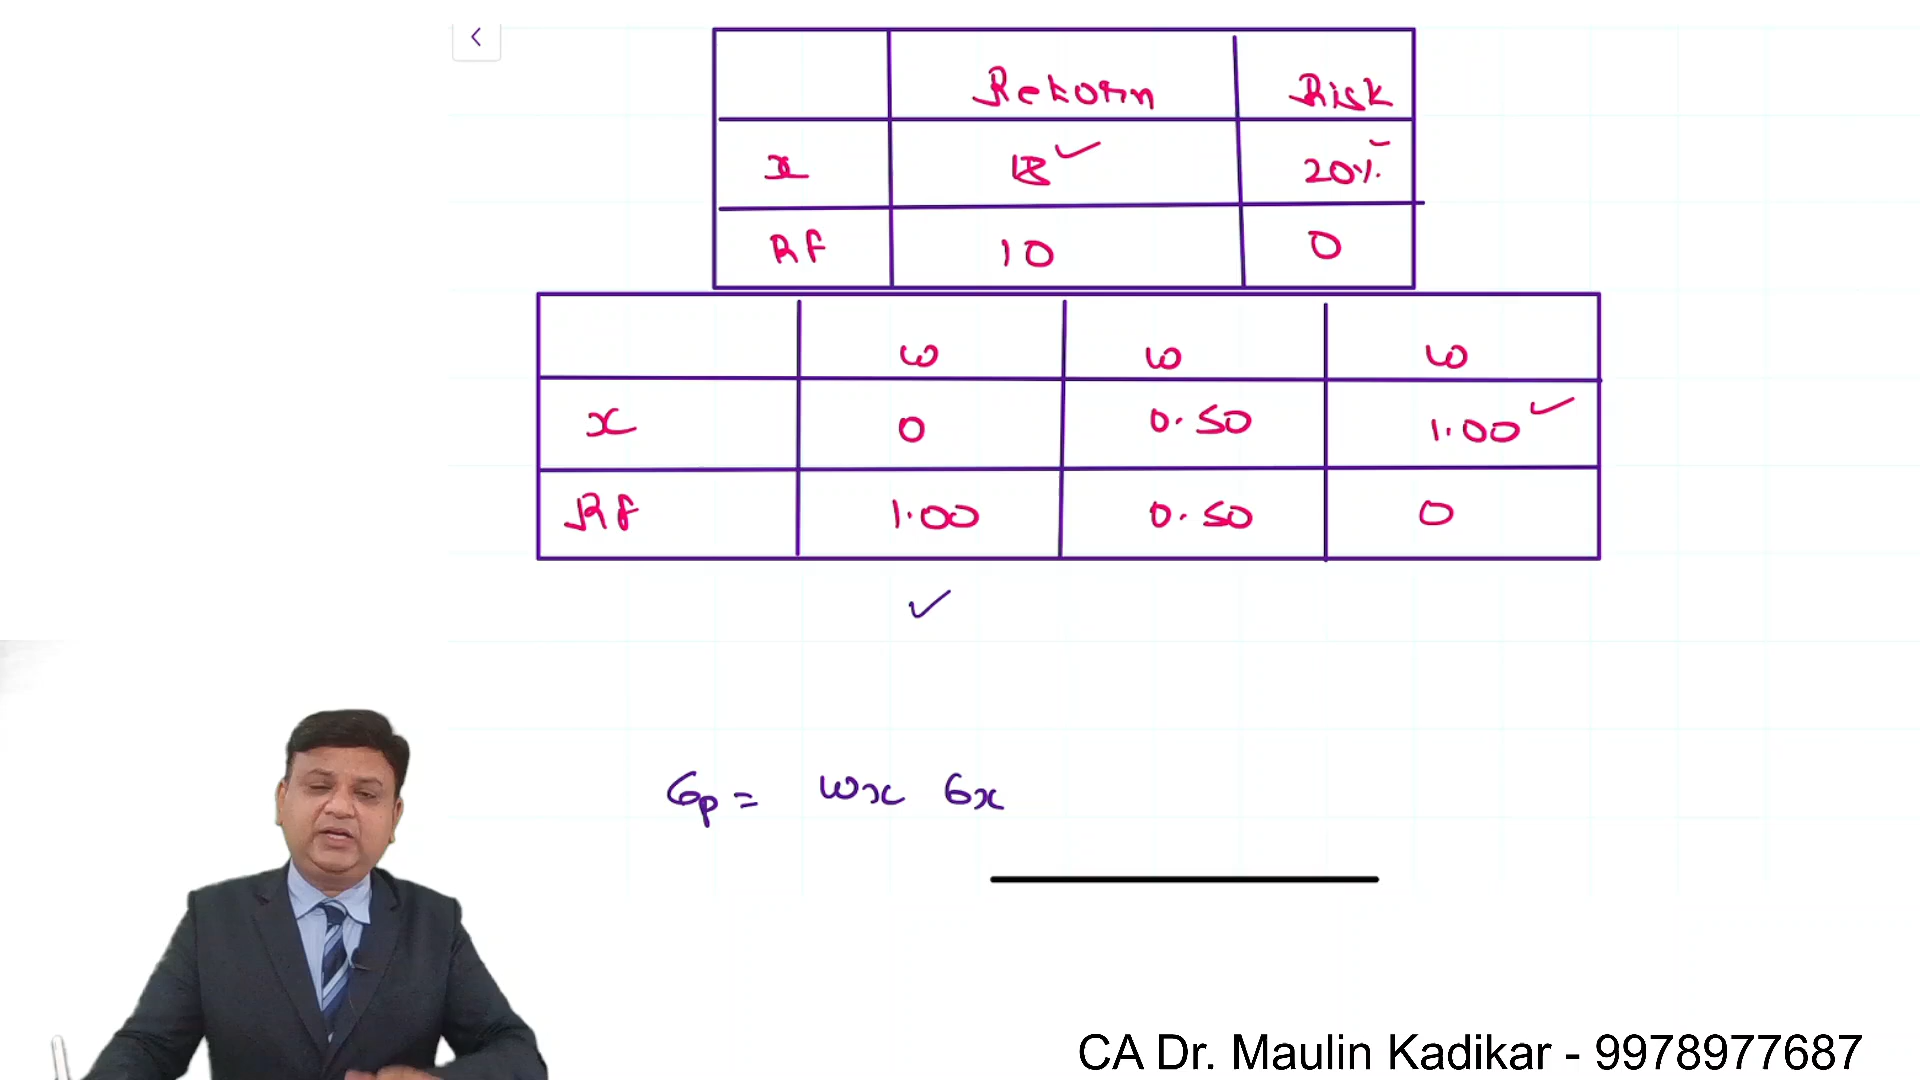 Return Risk
x 18 20%
RF 10 0
ω ω ω
x 0 0.50 1.00
Rf 1.00 0.50 0
σp = ωx σx
CA Dr. Maulin Kadikar - 9978977687